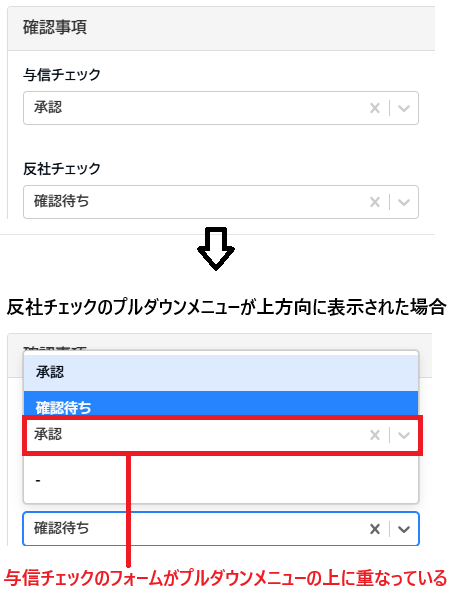 確認事項
与信チェック
承認
反社チェック
確認待ち
反社チェックのプルダウンメニューが上方向に表示された場合
確認事項
承認
確認待ち
承認
-
確認待ち
与信チェックのフォームがプルダウンメニューの上に重なっている